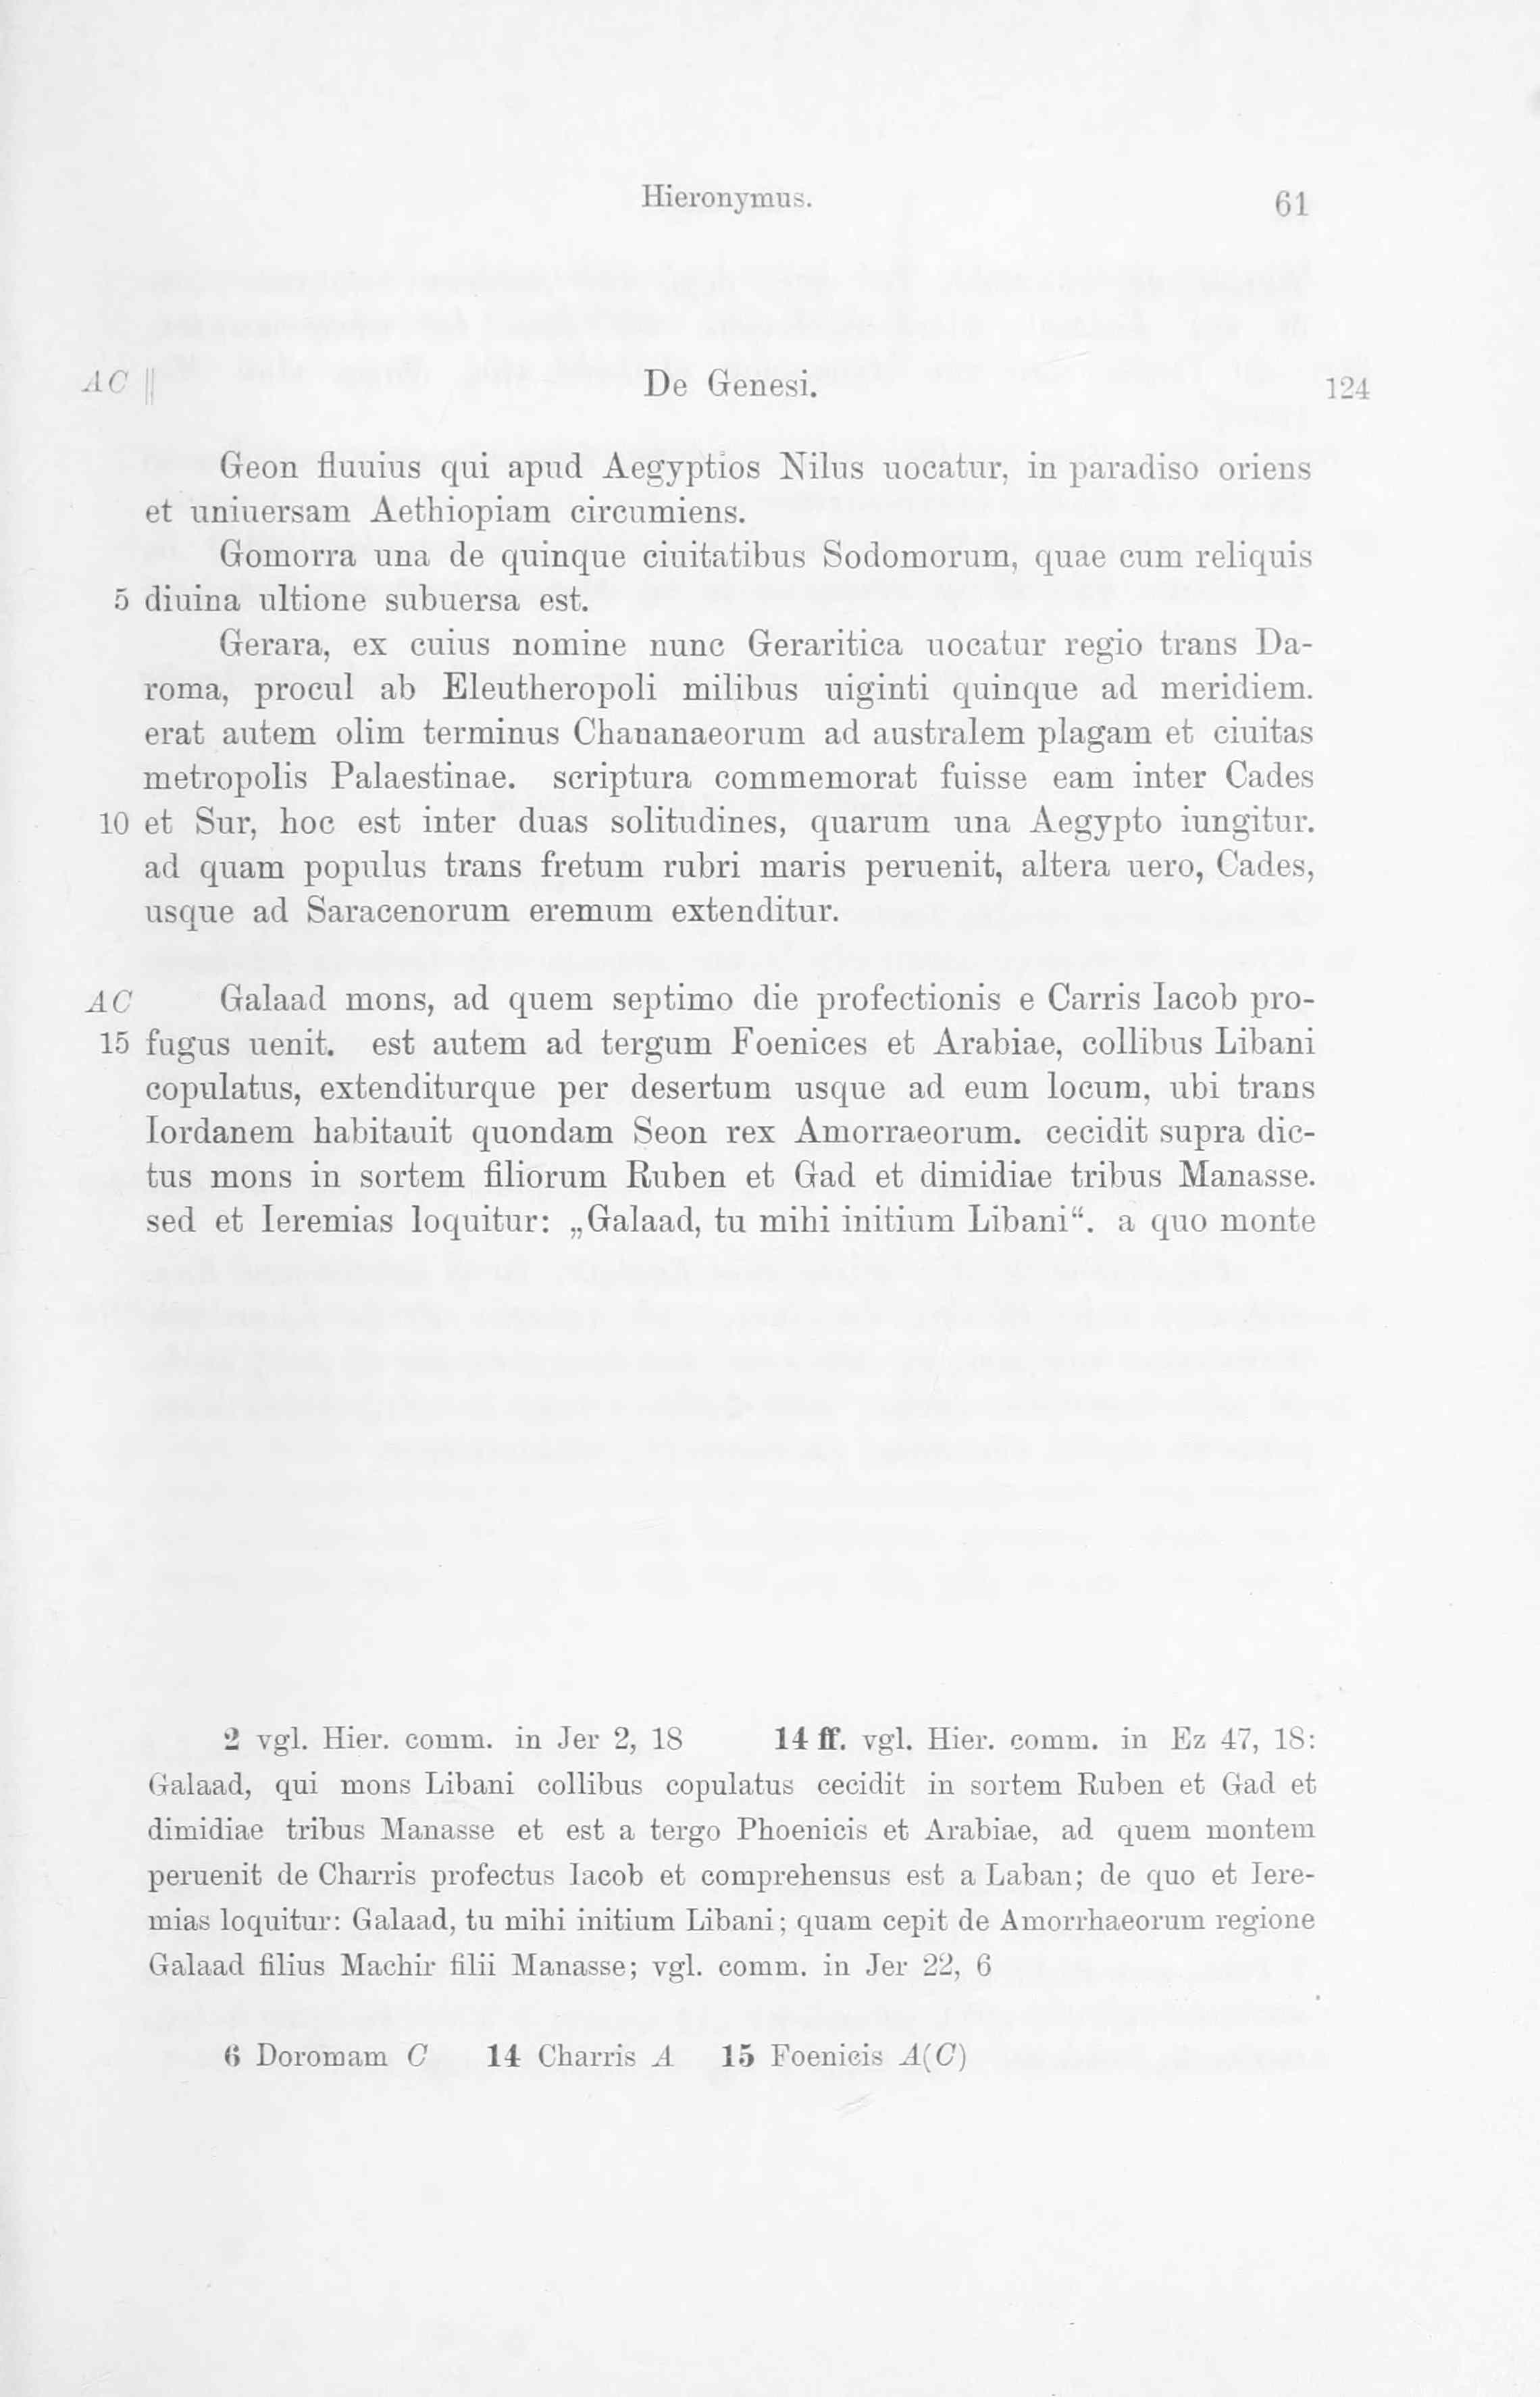 Hieronymus. 61
AC || De Genesi. 124
Geon fluuius qui apud Aegyptios Nilus uocatur, in paradiso oriens
et uniuersam Aethiopiam circumiens.
Gomorra una de quinque ciuitatibus Sodomorum, quae cum reliquis
5 diuina ultione subuersa est.
Gerara, ex cuius nomine nunc Geraritica uocatur regio trans Da-
roma, procul ab Eleutheropoli milibus uiginti quinque ad meridiem.
erat autem olim terminus Chananaeorum ad australem plagam et ciuitas
metropolis Palaestinae. scriptura commemorat fuisse eam inter Cades
10 et Sur, hoc est inter duas solitudines, quarum una Aegypto iungitur.
ad quam populus trans fretum rubri maris peruenit, altera uero, Cades,
usque ad Saracenorum eremum extenditur.
AC Galaad mons, ad quem septimo die profectionis e Carris Iacob pro-
15 fugus uenit. est autem ad tergum Foenices et Arabiae, collibus Libani
copulatus, extenditurque per desertum usque ad eum locum, ubi trans
Iordanem habitauit quondam Seon rex Amorraeorum. cecidit supra dic-
tus mons in sortem filiorum Ruben et Gad et dimidiae tribus Manasse.
sed et Ieremias loquitur: „Galaad, tu mihi initium Libani“. a quo monte
2 vgl. Hier. comm. in Jer 2, 18 14 ff. vgl. Hier. comm. in Ez 47, 18:
Galaad, qui mons Libani collibus copulatus cecidit in sortem Ruben et Gad et
dimidiae tribus Manasse et est a tergo Phoenicis et Arabiae, ad quem montem
peruenit de Charris profectus Iacob et comprehensus est a Laban; de quo et Iere-
mias loquitur: Galaad, tu mihi initium Libani; quam cepit de Amorrhaeorum regione
Galaad filius Machir filii Manasse; vgl. comm. in Jer 22, 6
6 Doromam C 14 Charris A 15 Foenicis A(C)